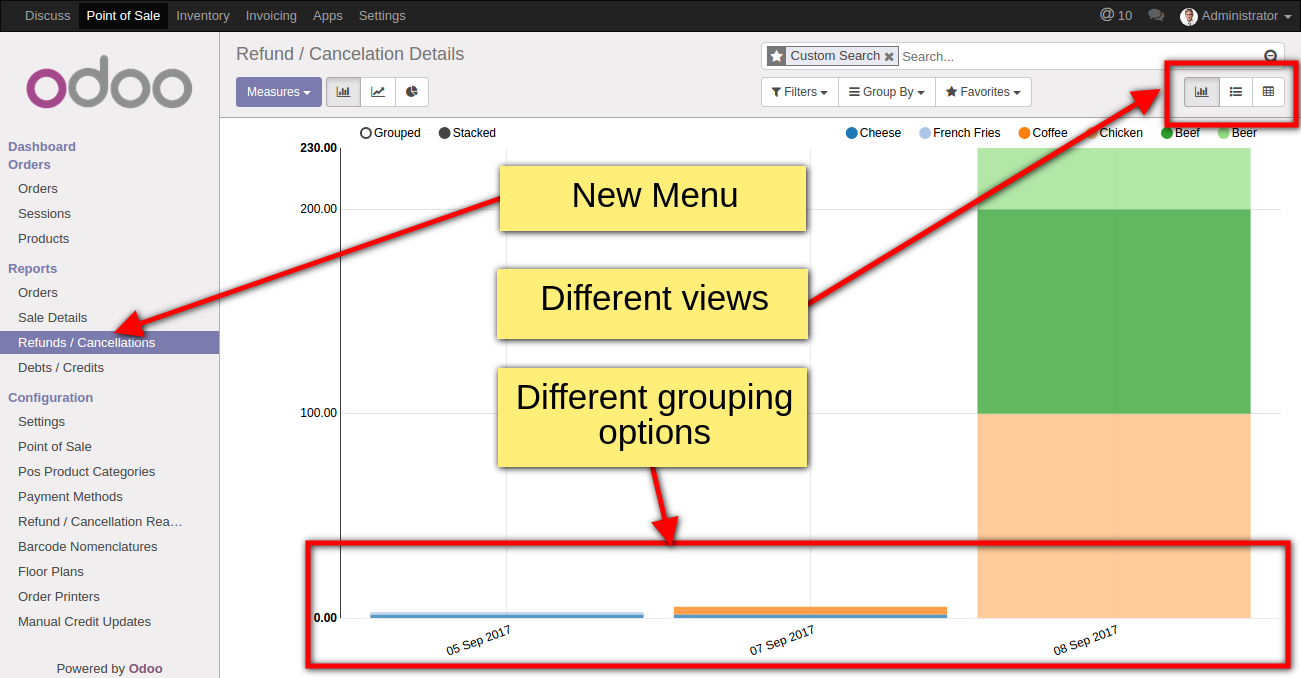 Discuss Point of Sale Inventory Invoicing Apps Settings @ 10 Administrator
odoo
Dashboard
Orders
Orders
Sessions
Products
Reports
Orders
Sale Details
Refunds / Cancellations
Debts / Credits
Configuration
Settings
Point of Sale
Pos Product Categories
Payment Methods
Refund / Cancellation Rea…
Barcode Nomenclatures
Floor Plans
Order Printers
Manual Credit Updates
Powered by Odoo
Refund / Cancelation Details
Custom Search Search...
Measures
Filters Group By Favorites
Grouped Stacked
Cheese French Fries Coffee Chicken Beef Beer
230.00
200.00
100.00
0.00
New Menu
Different views
Different grouping
options
05 Sep 2017 07 Sep 2017 08 Sep 2017